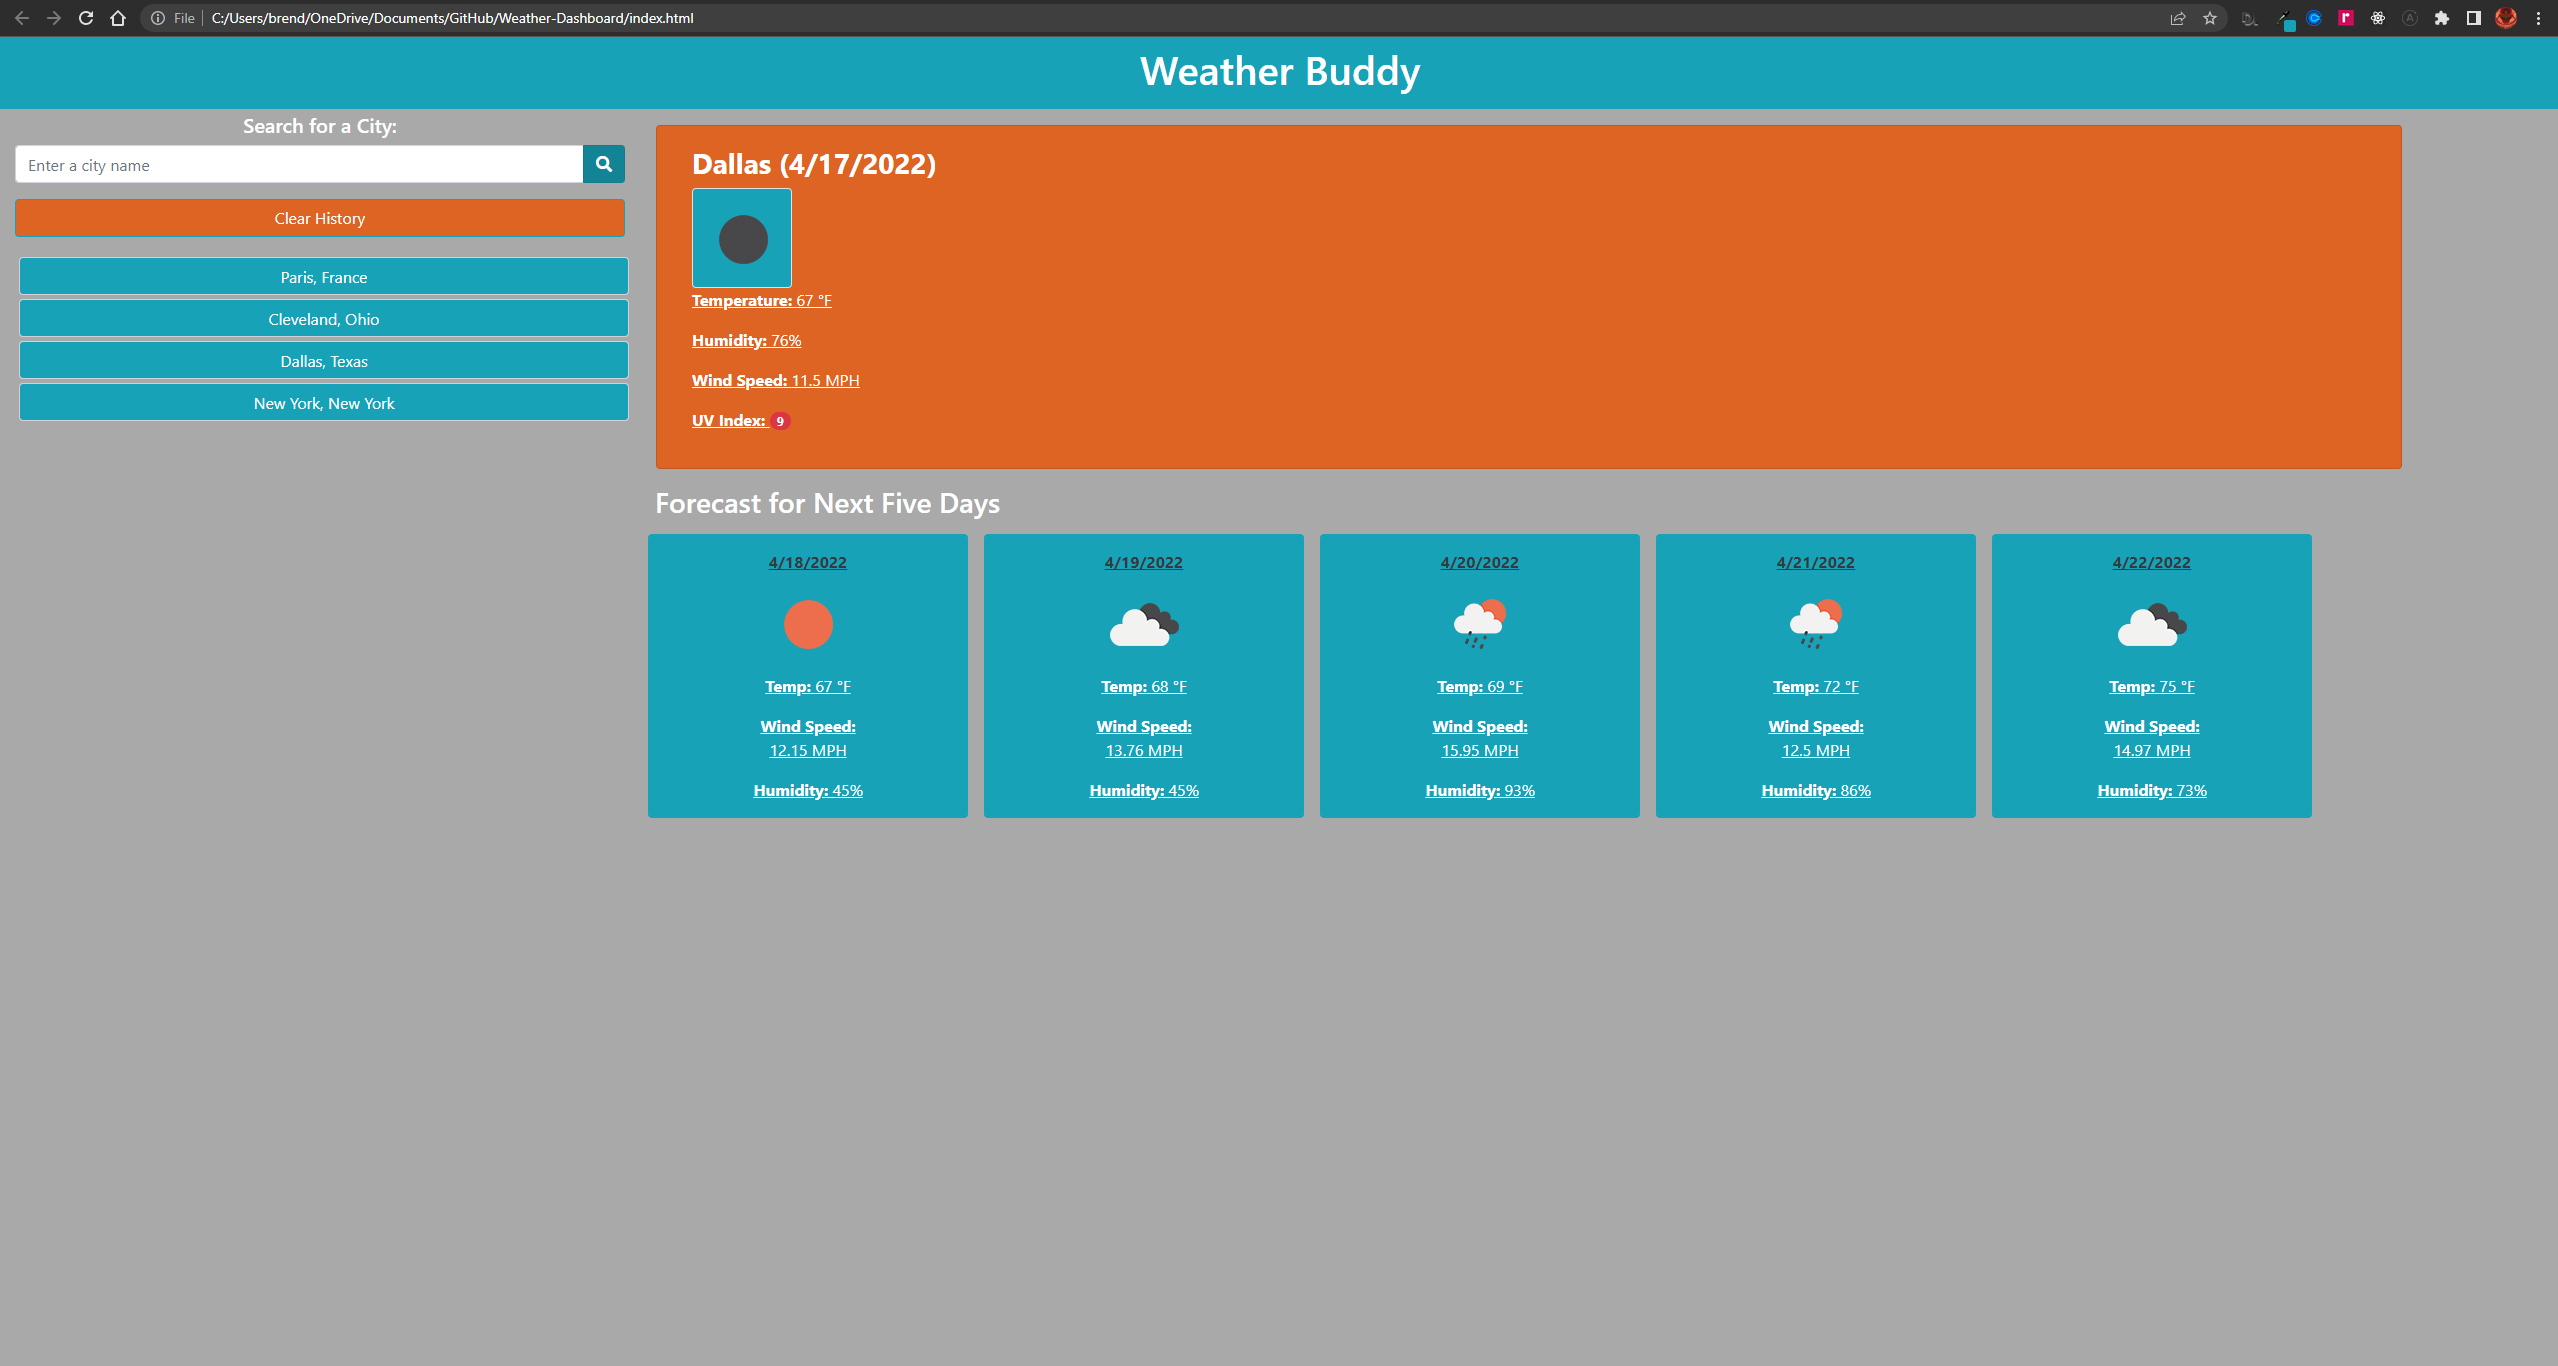 File C:/Users/brend/OneDrive/Documents/GitHub/Weather-Dashboard/index.html
Weather Buddy
Search for a City:
Enter a city name
Clear History
Paris, France
Cleveland, Ohio
Dallas, Texas
New York, New York
Dallas (4/17/2022)
Temperature: 67 °F
Humidity: 76%
Wind Speed: 11.5 MPH
UV Index: 9
Forecast for Next Five Days
4/18/2022
Temp: 67 °F
Wind Speed:
12.15 MPH
Humidity: 45%
4/19/2022
Temp: 68 °F
Wind Speed:
13.76 MPH
Humidity: 45%
4/20/2022
Temp: 69 °F
Wind Speed:
15.95 MPH
Humidity: 93%
4/21/2022
Temp: 72 °F
Wind Speed:
12.5 MPH
Humidity: 86%
4/22/2022
Temp: 75 °F
Wind Speed:
14.97 MPH
Humidity: 73%